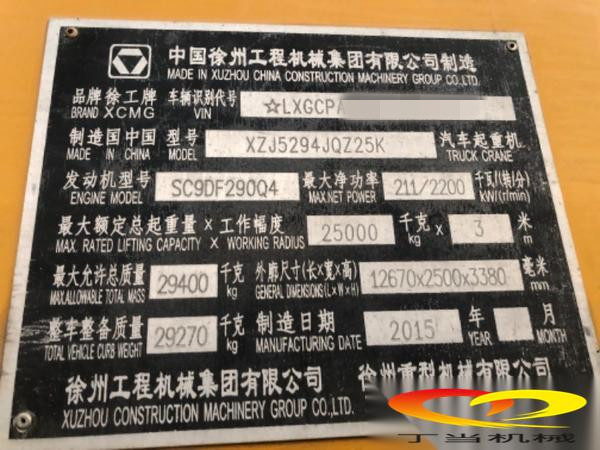 中国徐州工程机械集团有限公司制造
MADE IN XUZHOU CHINA CONSTRUCTION MACHINERY GROUP CO.,LTD.
品牌 徐工牌 车辆识别代号 ☆LXGCPA
BRAND XCMG VIN
制造国 中国 型号 XZJ5294JQZ25K 汽车起重机
MADE IN CHINA MODEL TRUCK CRANE
发动机型号 SC9DF290Q4 最大净功率 211/2200 千瓦/(转/分)
ENGINE MODEL MAX.NET POWER kW/(r/min)
最大额定总起重量 × 工作幅度 25000 千克 × 3 米
MAX. RATED LIFTING CAPACITY × WORKING RADIUS kg m
最大允许总质量 29400 千克 外廓尺寸(长×宽×高) 12670x2500x3380 毫米
MAX.ALLOWABLE TOTAL MASS kg GENERAL DIMENSIONS (L×W×H) mm
整车整备质量 29270 千克 制造日期 2015 年 月
TOTAL VEHICLE CURB WEIGHT kg MANUFACTURING DATE YEAR MONTH
徐州工程机械集团有限公司 徐州重型机械
XUZHOU CONSTRUCTION MACHINERY GROUP CO.,LTD.
丁当机械